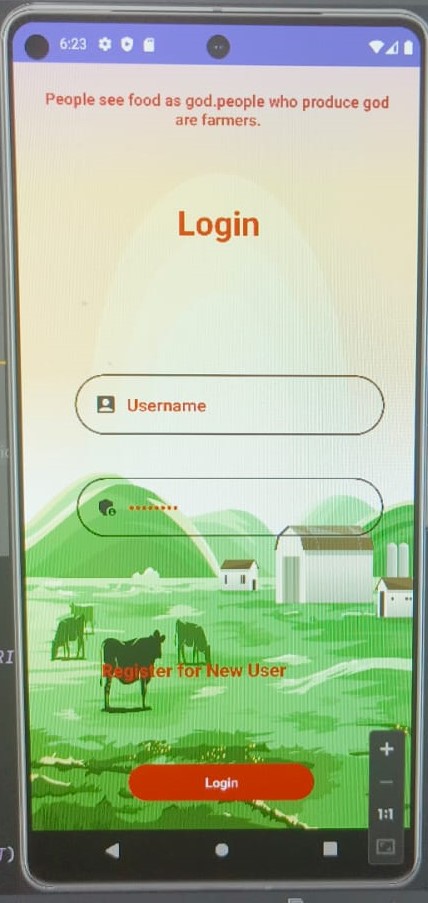 6:23
People see food as god.people who produce god
are farmers.
Login
Username
Register for New User
Login
1:1